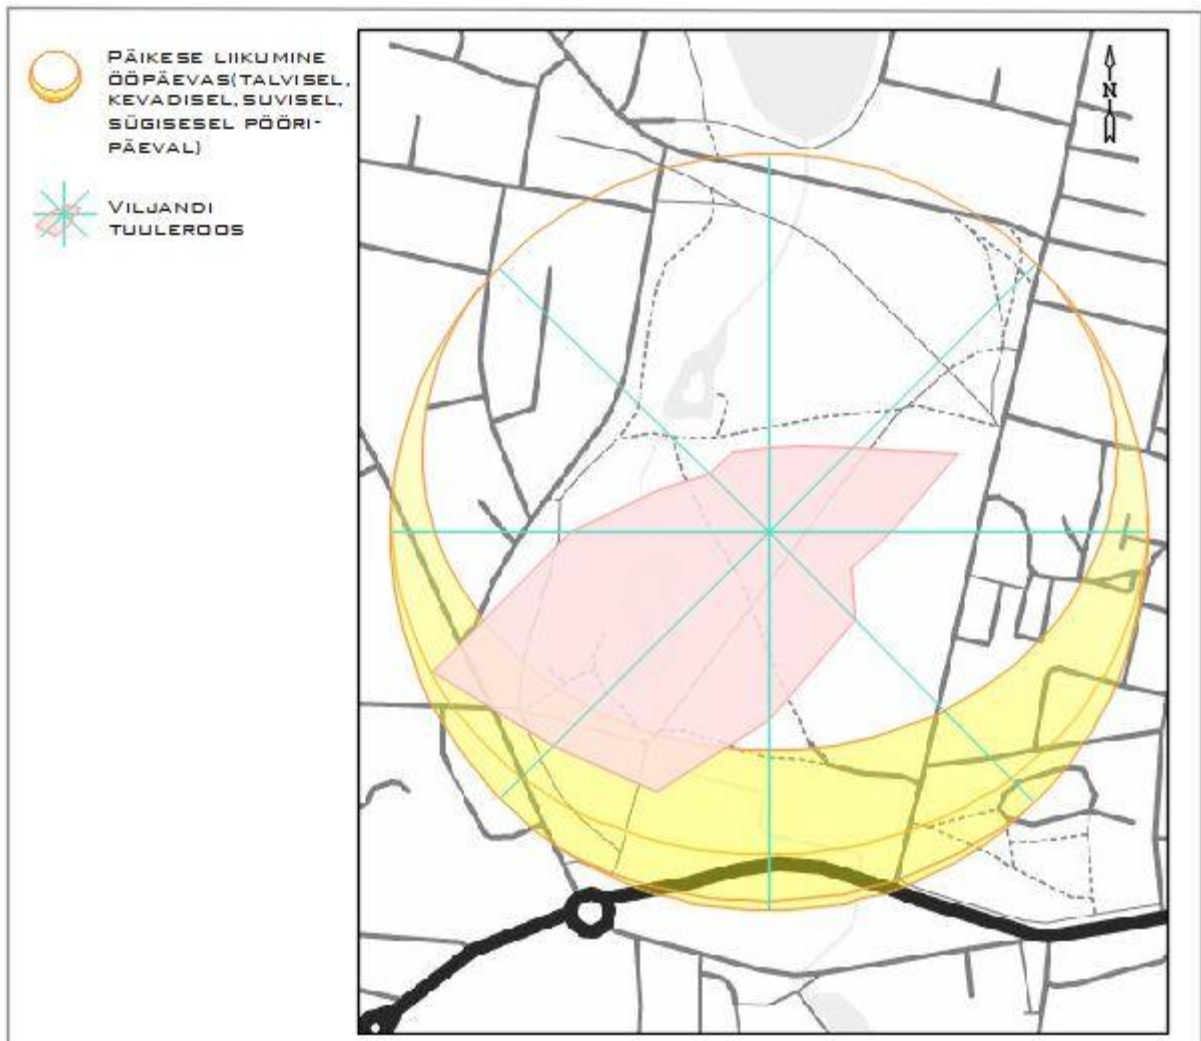 PÄIKESE LIIKUMINE
ÖÖPÄEVAS(TALVISEL,
KEVADISEL, SUVISEL,
SÜGISESEL PÖÖRI-
PÄEVAL)
VILJANDI
TUULEROOS
N